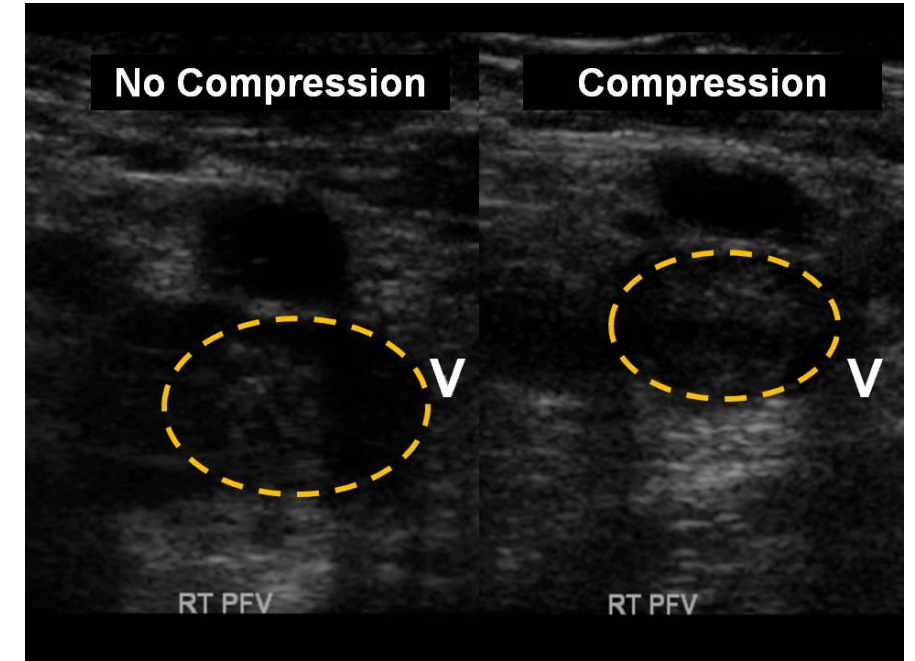 No Compression
Compression
V
V
RT PFV
RT PFV